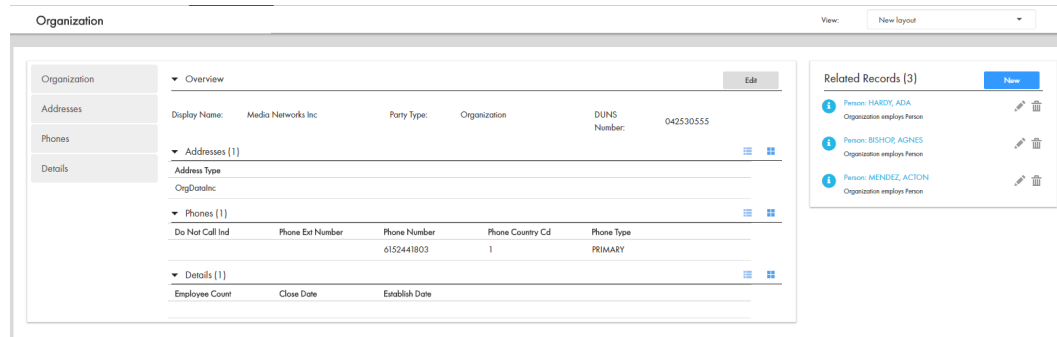 Organization
View: New layout
Organization
Addresses
Phones
Details
Overview
Edit
Display Name: Media Networks Inc Party Type: Organization DUNS Number: 042530555
Addresses (1)
Address Type
OrgDataInc
Phones (1)
Do Not Call Ind Phone Ext Number Phone Number Phone Country Cd Phone Type
6152441803 1 PRIMARY
Details (1)
Employee Count Close Date Establish Date
Related Records (3)
New
Person: HARDY, ADA
Organization employs Person
Person: BISHOP, AGNES
Organization employs Person
Person: MENDEZ, ACTON
Organization employs Person